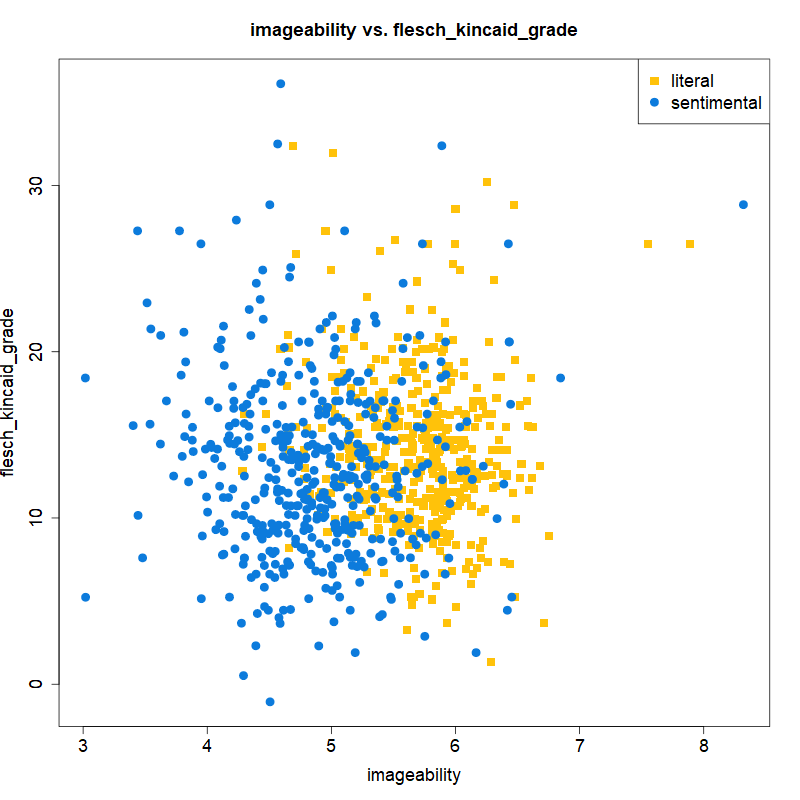 imageability vs. flesch_kincaid_grade
literal
sentimental
flesch_kincaid_grade
30
20
10
0
3 4 5 6 7 8
imageability